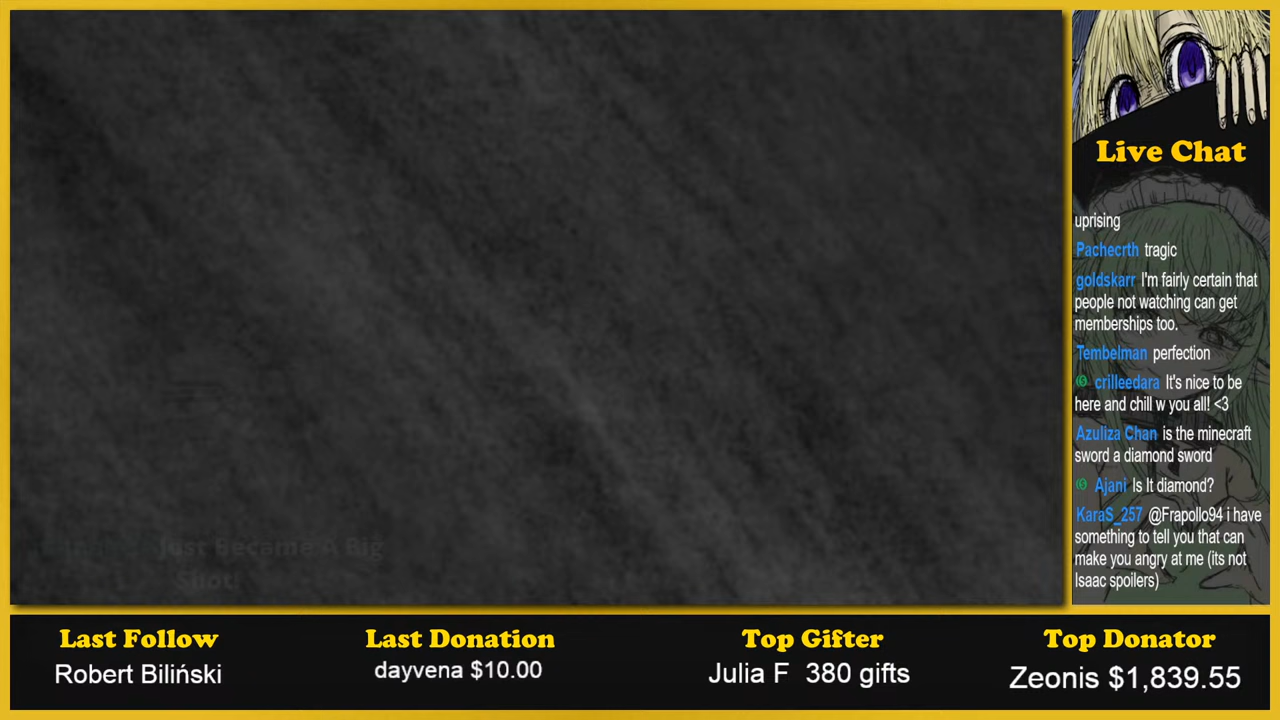 Live Chat
uprising
Pachecrth tragic
goldskarr I'm fairly certain that
people not watching can get
memberships too.
Tembelman perfection
crilleedara It's nice to be
here and chill w you all! <3
Azuliza Chan is the minecraft
sword a diamond sword
Ajani Is It diamond?
KaraS_257 @Frapollo94 i have
something to tell you that can
make you angry at me (its not
Isaac spoilers)
Just Became A Big
Shot!
Last Follow
Robert Biliński
Last Donation
dayvena $10.00
Top Gifter
Julia F 380 gifts
Top Donator
Zeonis $1,839.55